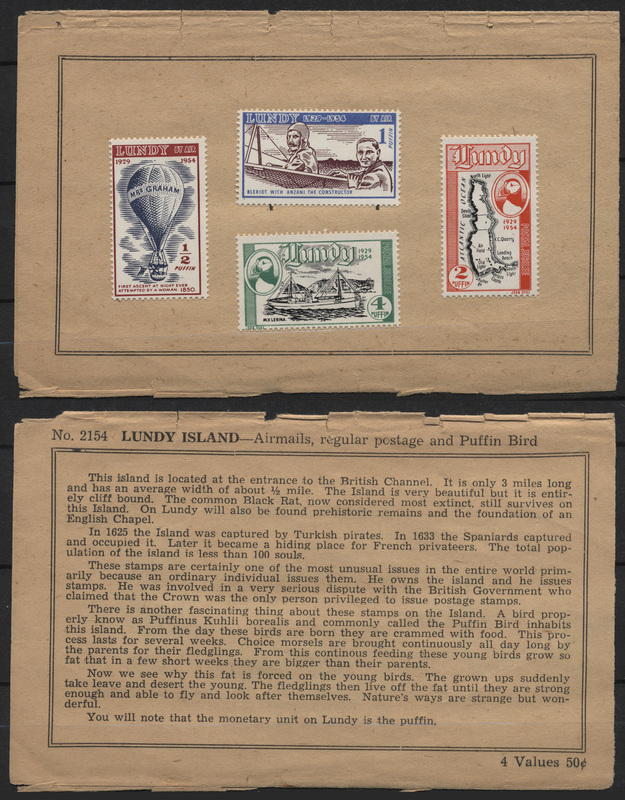 LUNDY BY AIR
1929 1954
MRS GRAHAM
1/2
PUFFIN
FIRST ASCENT AT NIGHT EVER
ATTEMPTED BY A WOMAN. 1850.
LUNDY 1929-1954 BY AIR
1
PUFFIN
BLERIOT WITH ANZANI THE CONSTRUCTOR
Lundy
1929
1954
M.V. LERINA
4
PUFFIN
Lundy
North Light
ATLANTIC OCEAN
1929
1954
V.C. Quarry
Air Field
Landing Beach
South Light
2
PUFFIN
No. 2154 LUNDY ISLAND—Airmails, regular postage and Puffin Bird
This island is located at the entrance to the British Channel. It is only 3 miles long
and has an average width of about ½ mile. The Island is very beautiful but it is entir-
ely cliff bound. The common Black Rat, now considered most extinct, still survives on
this Island. On Lundy will also be found prehistoric remains and the foundation of an
English Chapel.
In 1625 the Island was captured by Turkish pirates. In 1633 the Spaniards captured
and occupied it. Later it became a hiding place for French privateers. The total pop-
ulation of the island is less than 100 souls.
These stamps are certainly one of the most unusual issues in the entire world prim-
arily because an ordinary individual issues them. He owns the island and he issues
stamps. He was involved in a very serious dispute with the British Government who
claimed that the Crown was the only person privileged to issue postage stamps.
There is another fascinating thing about these stamps on the Island. A bird prop-
erly know as Puffinus Kuhlii borealis and commonly called the Puffin Bird inhabits
this island. From the day these birds are born they are crammed with food. This pro-
cess lasts for several weeks. Choice morsels are brought continuously all day long by
the parents for their fledglings. From this continous feeding these young birds grow so
fat that in a few short weeks they are bigger than their parents.
Now we see why this fat is forced on the young birds. The grown ups suddenly
take leave and desert the young. The fledglings then live off the fat until they are strong
enough and able to fly and look after themselves. Nature's ways are strange but won-
derful.
You will note that the monetary unit on Lundy is the puffin.
4 Values 50¢